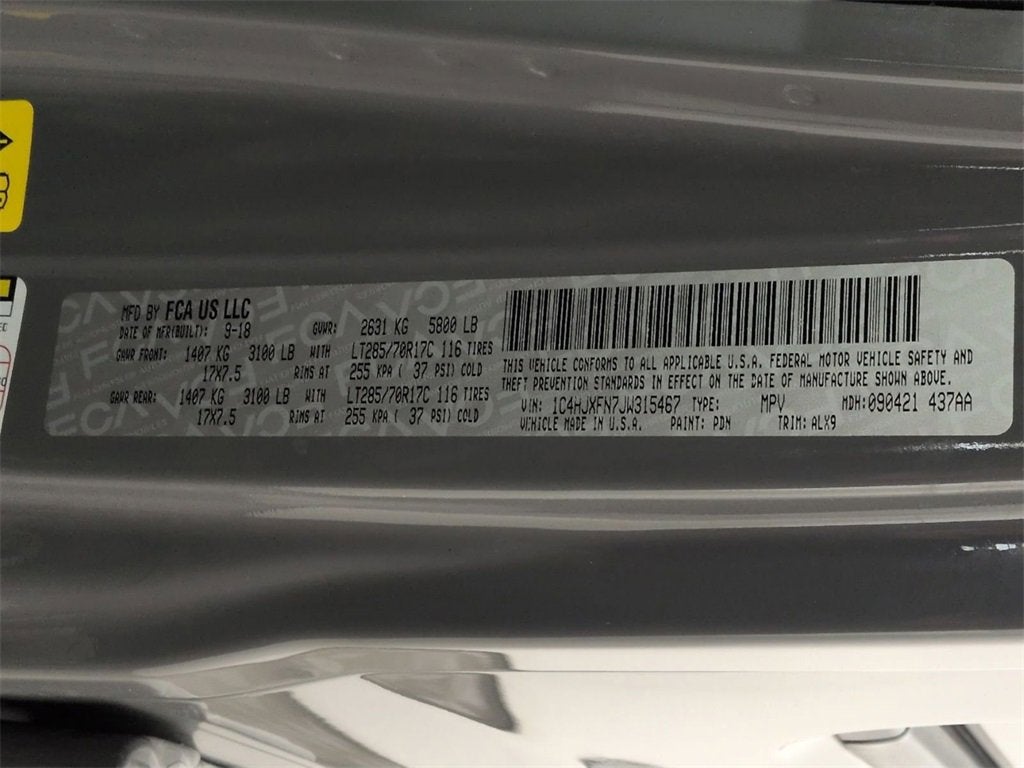 MFD BY FCA US LLC
DATE OF MFR(BUILT): 9-18 GVWR: 2631 KG 5800 LB
GAWR FRONT: 1407 KG 3100 LB WITH LT285/70R17C 116 TIRES
17X7.5 RIMS AT 255 KPA ( 37 PSI) COLD
GAWR REAR: 1407 KG 3100 LB WITH LT285/70R17C 116 TIRES
17X7.5 RIMS AT 255 KPA ( 37 PSI) COLD
THIS VEHICLE CONFORMS TO ALL APPLICABLE U.S.A. FEDERAL MOTOR VEHICLE SAFETY AND
THEFT PREVENTION STANDARDS IN EFFECT ON THE DATE OF MANUFACTURE SHOWN ABOVE.
VIN: 1C4HJXFN7JW315467 TYPE: MPV MDH:090421 437AA
VEHICLE MADE IN U.S.A. PAINT: PDN TRIM: ALX9